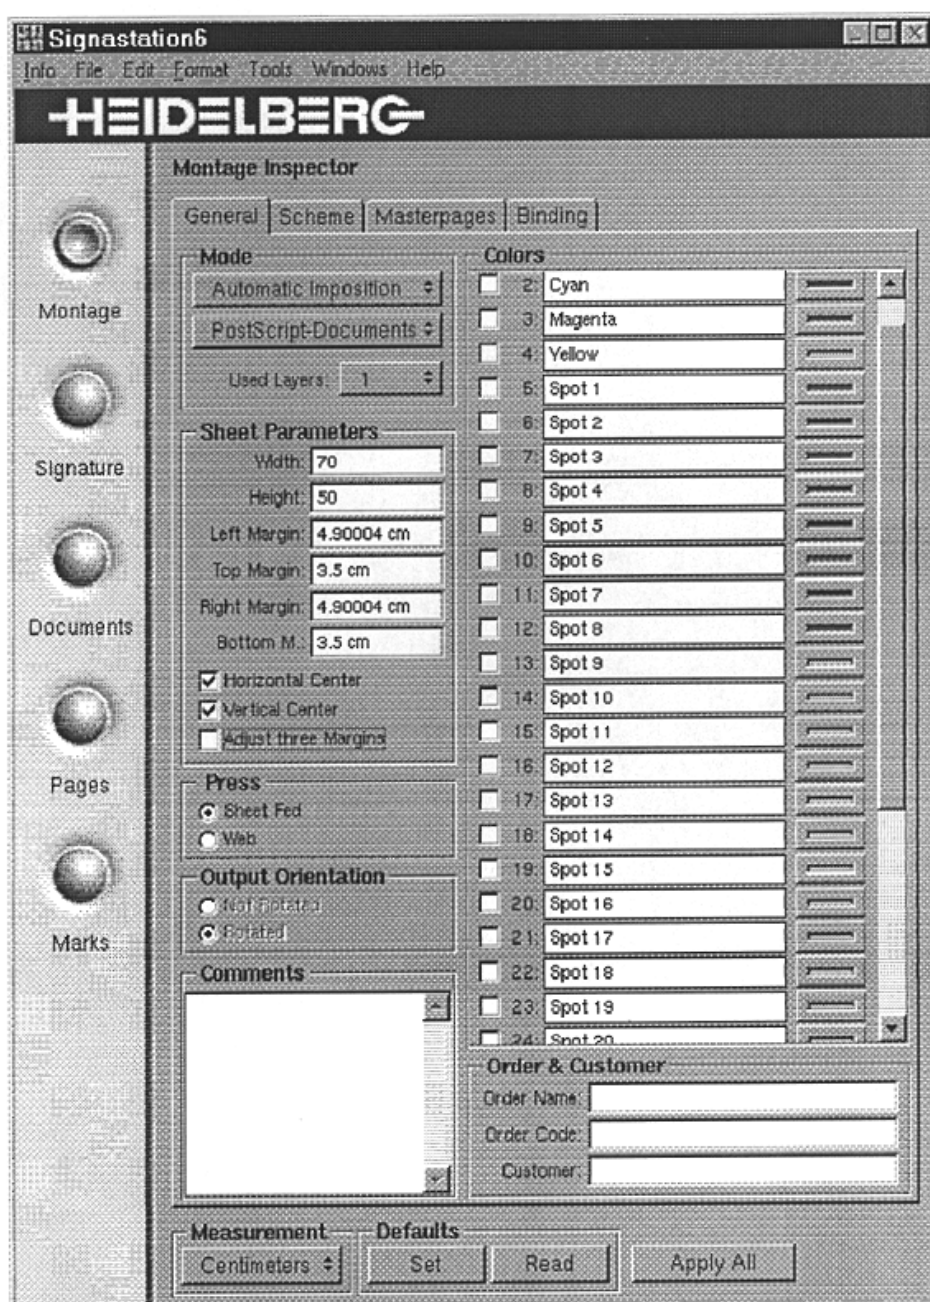 Signastation6
Info File Edit Format Tools Windows Help
HEIDELBERG
Montage
Signature
Documents
Pages
Marks
Montage Inspector
General Scheme Masterpages Binding
Mode
Automatic Imposition
PostScript-Documents
Used Layers: 1
Sheet Parameters
Width: 70
Height: 50
Left Margin: 4.90004 cm
Top Margin: 3.5 cm
Right Margin: 4.90004 cm
Bottom M.: 3.5 cm
Horizontal Center
Vertical Center
Adjust three Margins
Press
Sheet Fed
Web
Output Orientation
Not Rotated
Rotated
Comments
Colors
2: Cyan
3: Magenta
4: Yellow
5: Spot 1
6: Spot 2
7: Spot 3
8: Spot 4
9: Spot 5
10: Spot 6
11: Spot 7
12: Spot 8
13: Spot 9
14: Spot 10
15: Spot 11
16: Spot 12
17: Spot 13
18: Spot 14
19: Spot 15
20: Spot 16
21: Spot 17
22: Spot 18
23: Spot 19
24: Spot 20
Order & Customer
Order Name:
Order Code:
Customer:
Measurement
Centimeters
Defaults
Set Read
Apply All